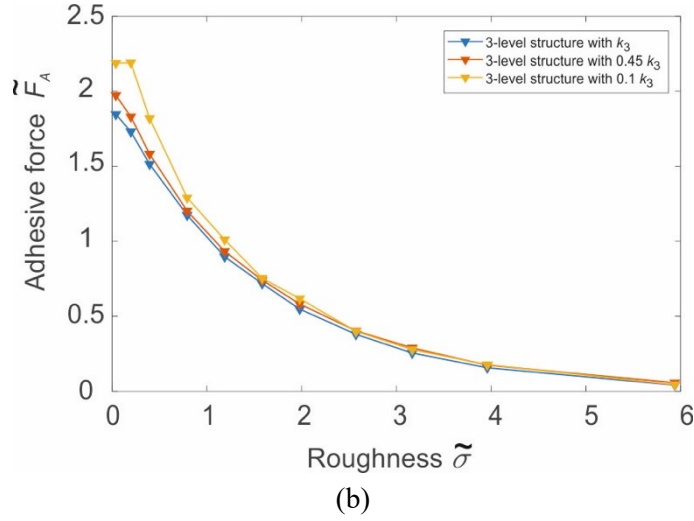 2.5
2
1.5
1
0.5
0
0 1 2 3 4 5 6
Adhesive force F̃_A
Roughness σ̃
3-level structure with k₃
3-level structure with 0.45 k₃
3-level structure with 0.1 k₃
(b)